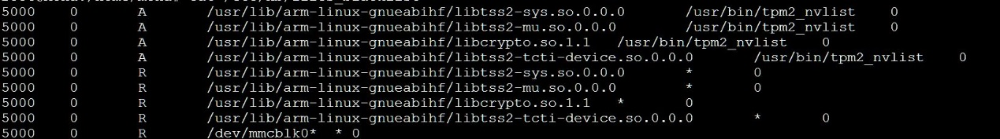 5000 0 A /usr/lib/arm-linux-gnueabihf/libtss2-sys.so.0.0.0 /usr/bin/tpm2_nvlist 0
5000 0 A /usr/lib/arm-linux-gnueabihf/libtss2-mu.so.0.0.0 /usr/bin/tpm2_nvlist 0
5000 0 A /usr/lib/arm-linux-gnueabihf/libcrypto.so.1.1 /usr/bin/tpm2_nvlist 0
5000 0 A /usr/lib/arm-linux-gnueabihf/libtss2-tcti-device.so.0.0.0 /usr/bin/tpm2_nvlist 0
5000 0 R /usr/lib/arm-linux-gnueabihf/libtss2-sys.so.0.0.0 * 0
5000 0 R /usr/lib/arm-linux-gnueabihf/libtss2-mu.so.0.0.0 * 0
5000 0 R /usr/lib/arm-linux-gnueabihf/libcrypto.so.1.1 * 0
5000 0 R /usr/lib/arm-linux-gnueabihf/libtss2-tcti-device.so.0.0.0 * 0
5000 0 R /dev/mmcblk0* * 0